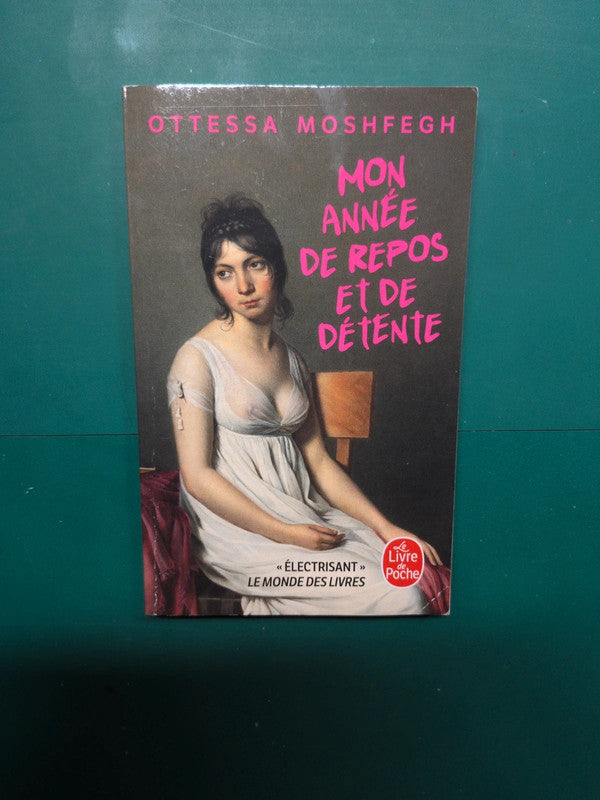 OTTESSA MOSHFEGH
MON
ANNÉE
DE REPOS
ET DE
DÉTENTE
« ÉLECTRISANT »
LE MONDE DES LIVRES
Le
Livre
de
Poche